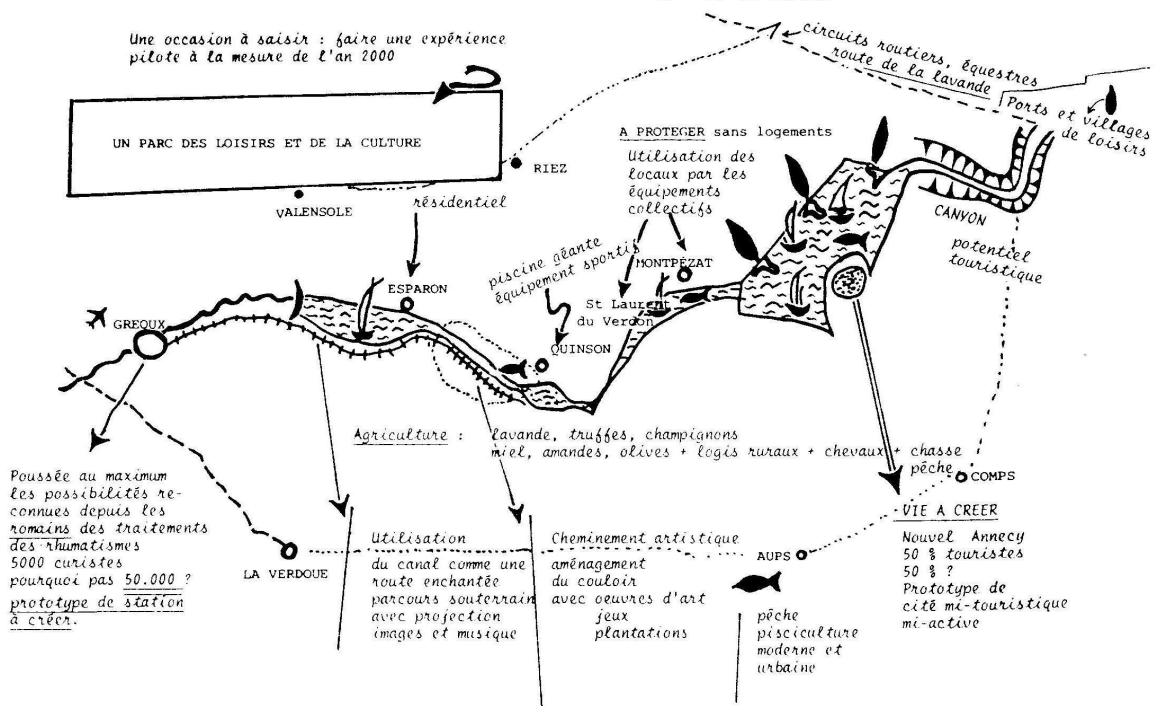 Une occasion à saisir : faire une expérience
pilote à la mesure de l'an 2000
UN PARC DES LOISIRS ET DE LA CULTURE
RIEZ
VALENSOLE
résidentiel
circuits routiers, équestres
route de la lavande
Ports et villages
de loisirs
A PROTEGER sans logements
Utilisation des
locaux par les
équipements
collectifs
CANYON
potentiel
touristique
piscine géante
équipement sportif
MONTPÉZAT
ESPARON
St Laurent
du Verdon
GREOUX
QUINSON
Agriculture : lavande, truffes, champignons
miel, amandes, olives + logis ruraux + chevaux + chasse
pêche
COMPS
Poussée au maximum
les possibilités re-
connues depuis les
romains des traitements
des rhumatismes
5000 curistes
pourquoi pas 50.000 ?
prototype de station
à créer.
LA VERDOUE
Utilisation
du canal comme une
route enchantée
parcours souterrain
avec projection
images et musique
Cheminement artistique
aménagement
du couloir
avec oeuvres d'art
jeux
plantations
AUPS
pêche
pisciculture
moderne et
urbaine
VIE A CREER
Nouvel Annecy
50 % touristes
50 % ?
Prototype de
cité mi-touristique
mi-active